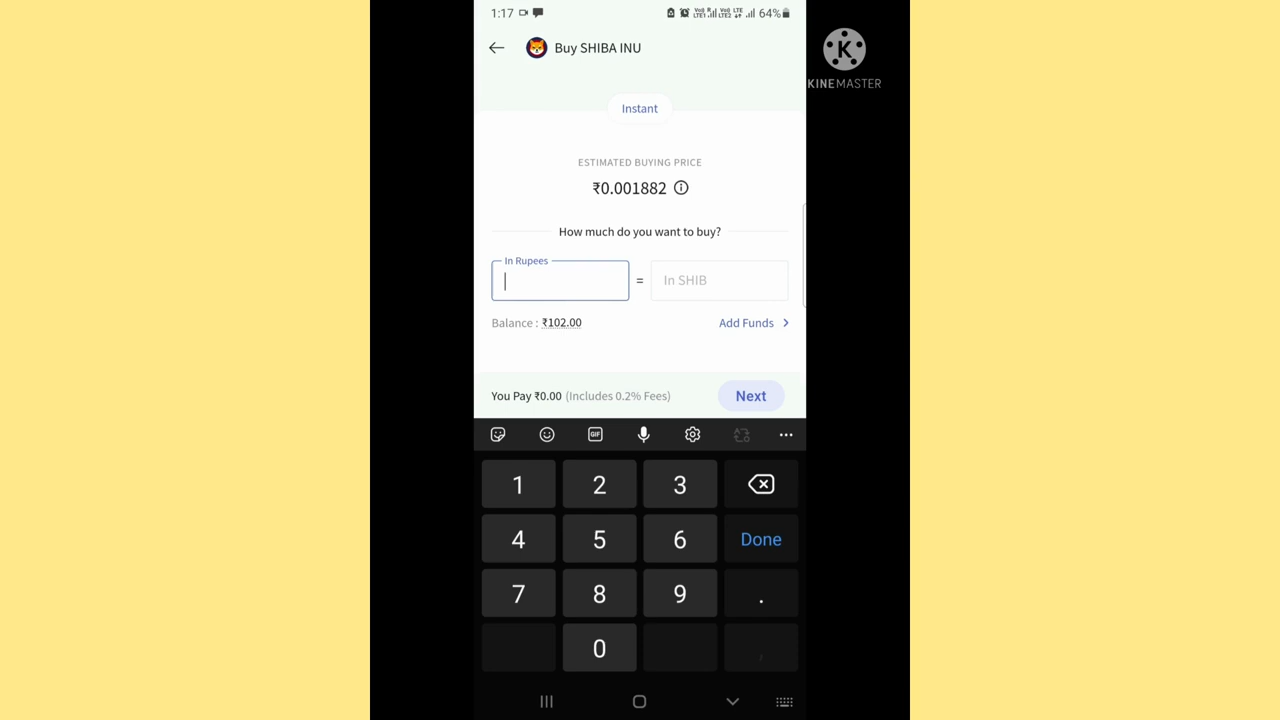 1:17
64%
Buy SHIBA INU
KINEMASTER
Instant
ESTIMATED BUYING PRICE
₹0.001882
How much do you want to buy?
In Rupees
= In SHIB
Balance : ₹102.00
Add Funds
You Pay ₹0.00 (Includes 0.2% Fees)
Next
GIF
1 2 3
4 5 6 Done
7 8 9 .
0 ,